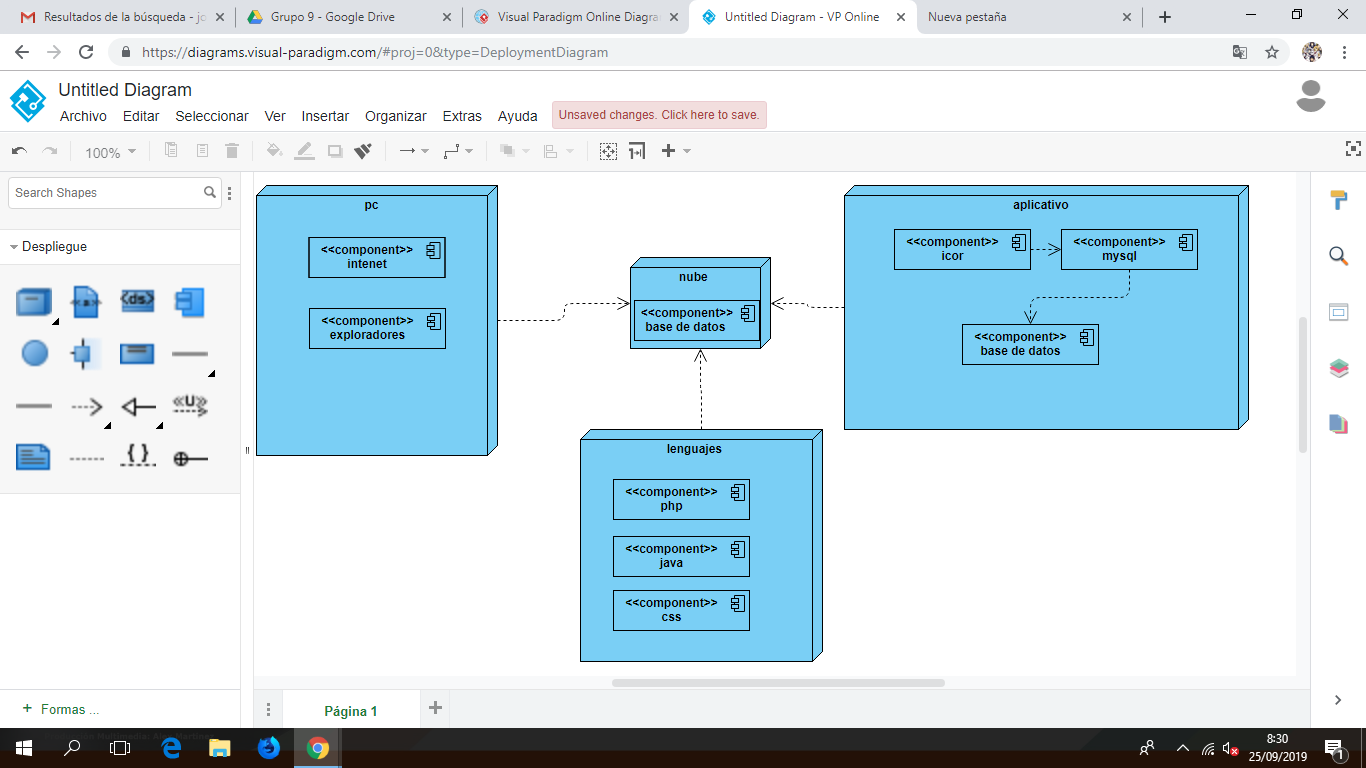 Resultados de la búsqueda - jo
Grupo 9 - Google Drive
Visual Paradigm Online Diagra
Untitled Diagram - VP Online
Nueva pestaña
https://diagrams.visual-paradigm.com/#proj=0&type=DeploymentDiagram
Untitled Diagram
Archivo Editar Seleccionar Ver Insertar Organizar Extras Ayuda
Unsaved changes. Click here to save.
100%
Search Shapes
Despliegue
<<ds>>
<<U>>
{ }
+ Formas ...
pc
<<component>>
intenet
<<component>>
exploradores
nube
<<component>>
base de datos
aplicativo
<<component>>
icor
<<component>>
mysql
<<component>>
base de datos
lenguajes
<<component>>
php
<<component>>
java
<<component>>
css
Página 1
8:30
25/09/2019
1